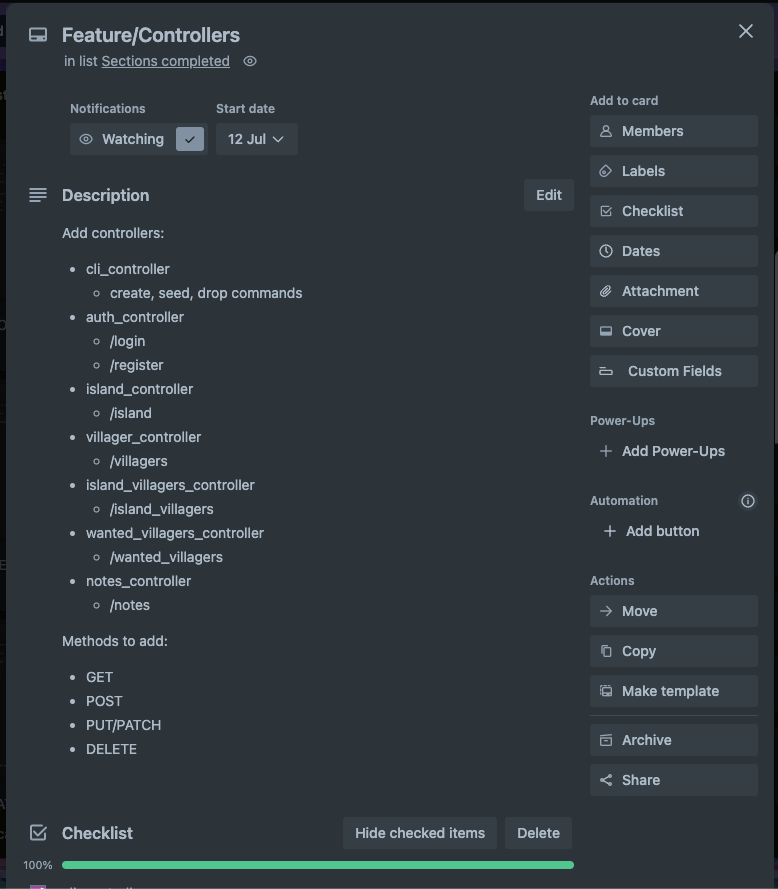 Feature/Controllers
in list Sections completed
Notifications
Start date
Watching
12 Jul
Description
Edit
Add controllers:
cli_controller
create, seed, drop commands
auth_controller
/login
/register
island_controller
/island
villager_controller
/villagers
island_villagers_controller
/island_villagers
wanted_villagers_controller
/wanted_villagers
notes_controller
/notes
Methods to add:
GET
POST
PUT/PATCH
DELETE
Checklist
Hide checked items
Delete
100%
Add to card
Members
Labels
Checklist
Dates
Attachment
Cover
Custom Fields
Power-Ups
Add Power-Ups
Automation
Add button
Actions
Move
Copy
Make template
Archive
Share